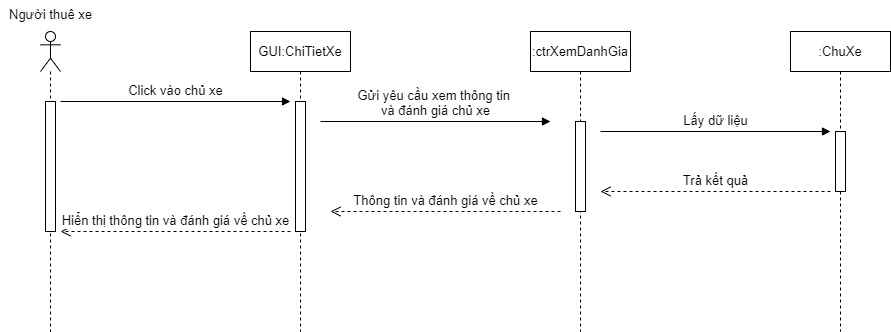 Người thuê xe
GUI:ChiTietXe
:ctrXemDanhGia
:ChuXe
Click vào chủ xe
Gửi yêu cầu xem thông tin
và đánh giá chủ xe
Lấy dữ liệu
Trả kết quả
Thông tin và đánh giá về chủ xe
Hiển thị thông tin và đánh giá về chủ xe